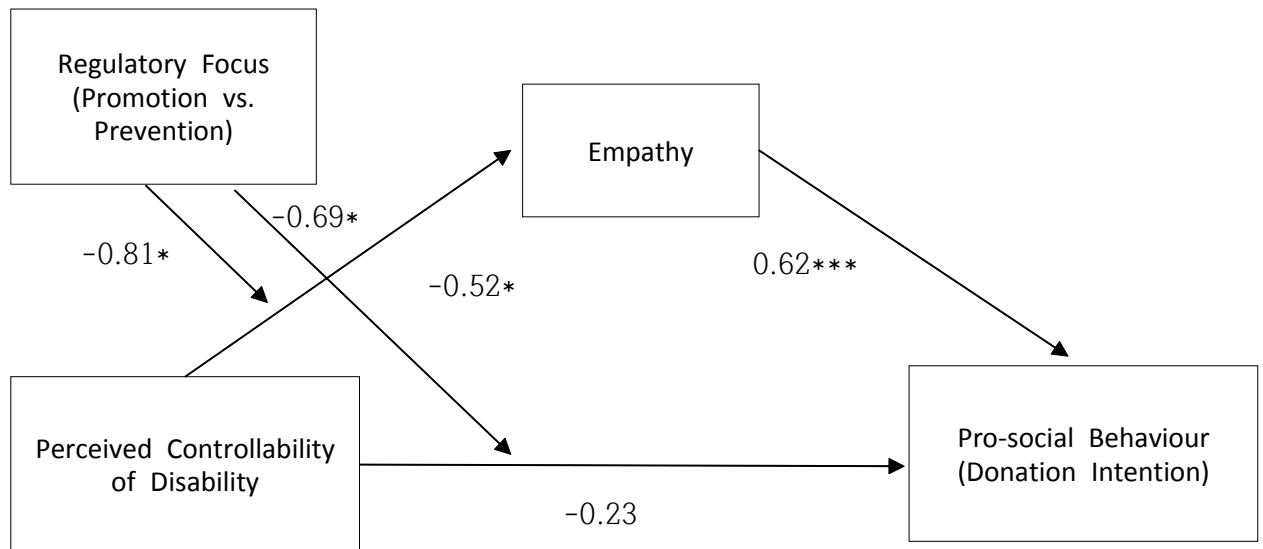 Regulatory Focus
(Promotion vs.
Prevention)
Empathy
-0.69*
-0.81*
-0.52*
0.62***
Perceived Controllability
of Disability
Pro-social Behaviour
(Donation Intention)
-0.23